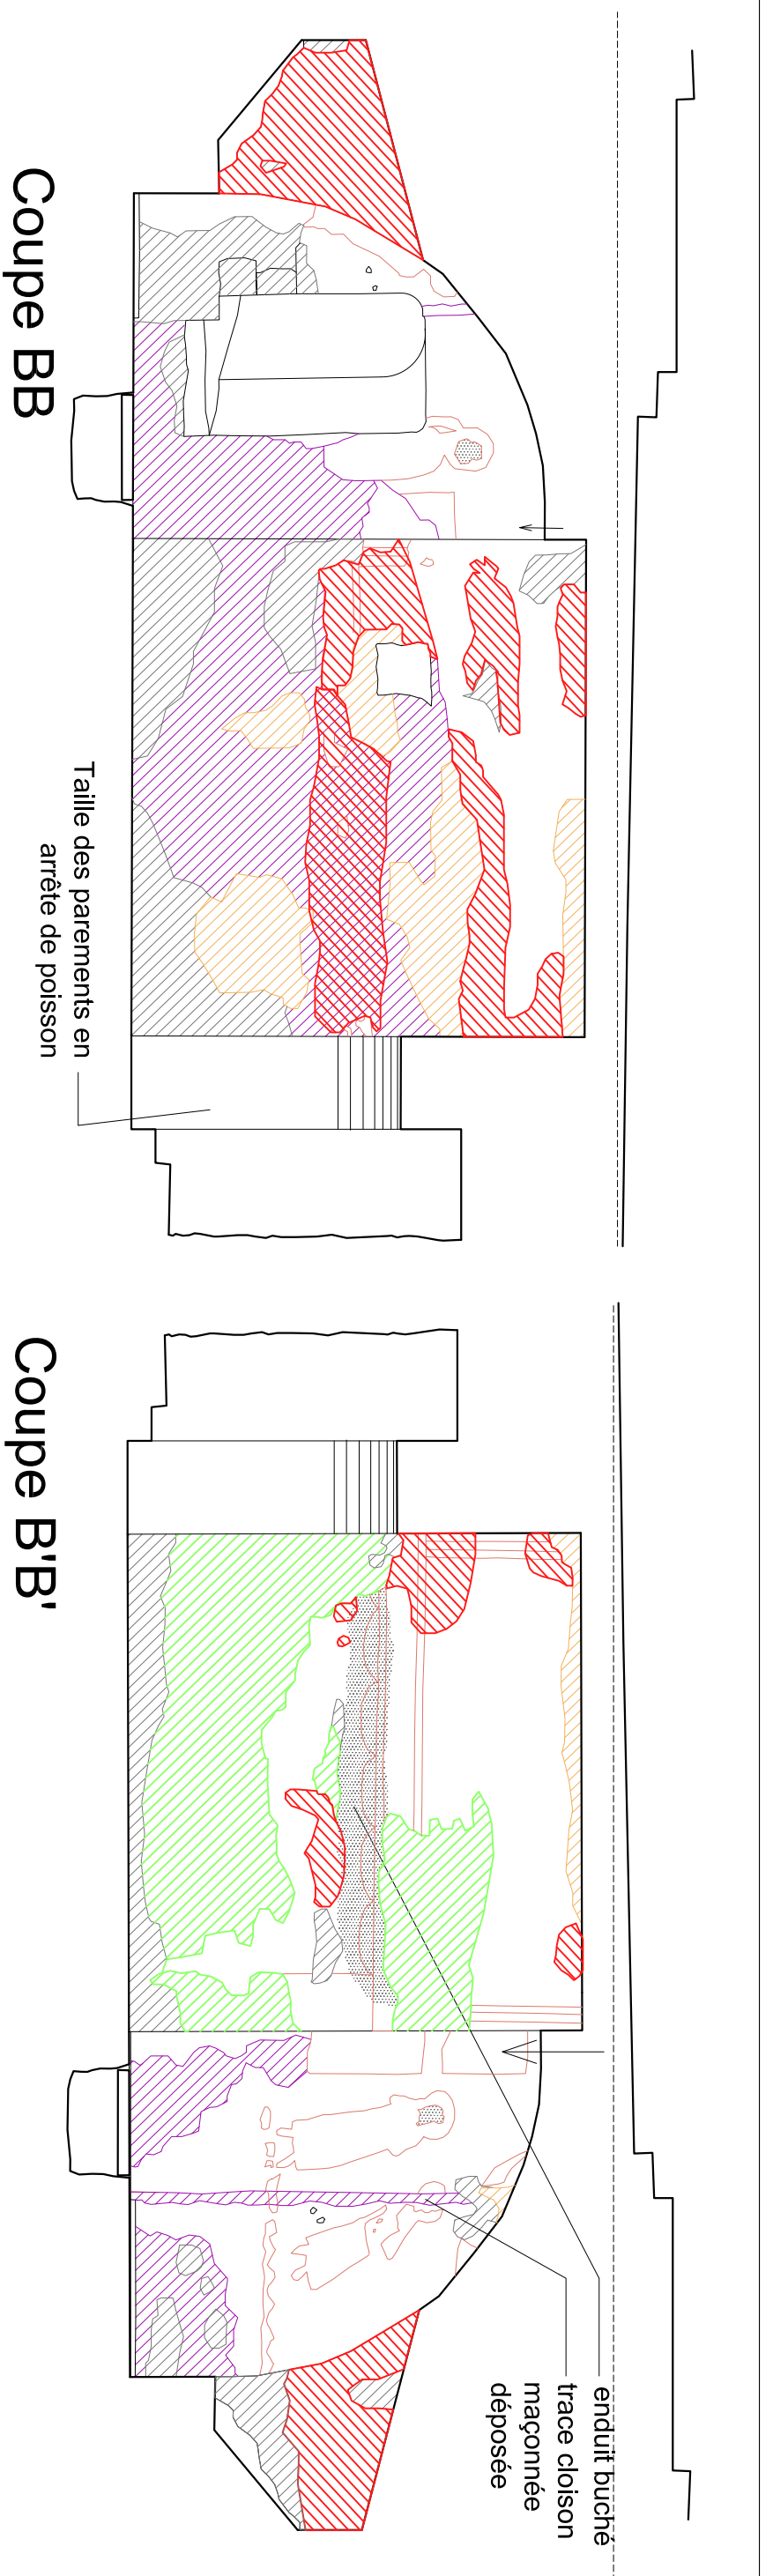 Coupe BB
Taille des parements en
arrête de poisson
Coupe B'B'
enduit buché
trace cloison
maçonnée
déposée